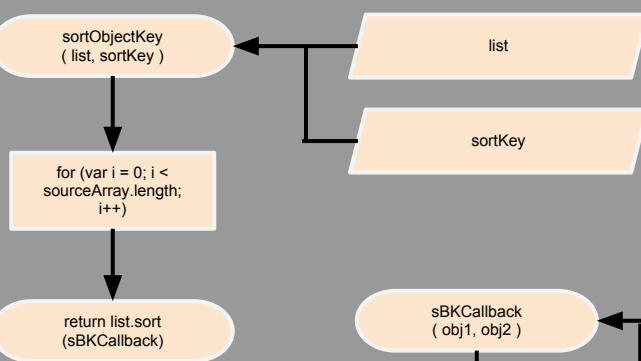 sortObjectKey
( list, sortKey )
list
sortKey
for (var i = 0; i <
sourceArray.length;
i++)
return list.sort
(sBKCallback)
sBKCallback
( obj1, obj2 )